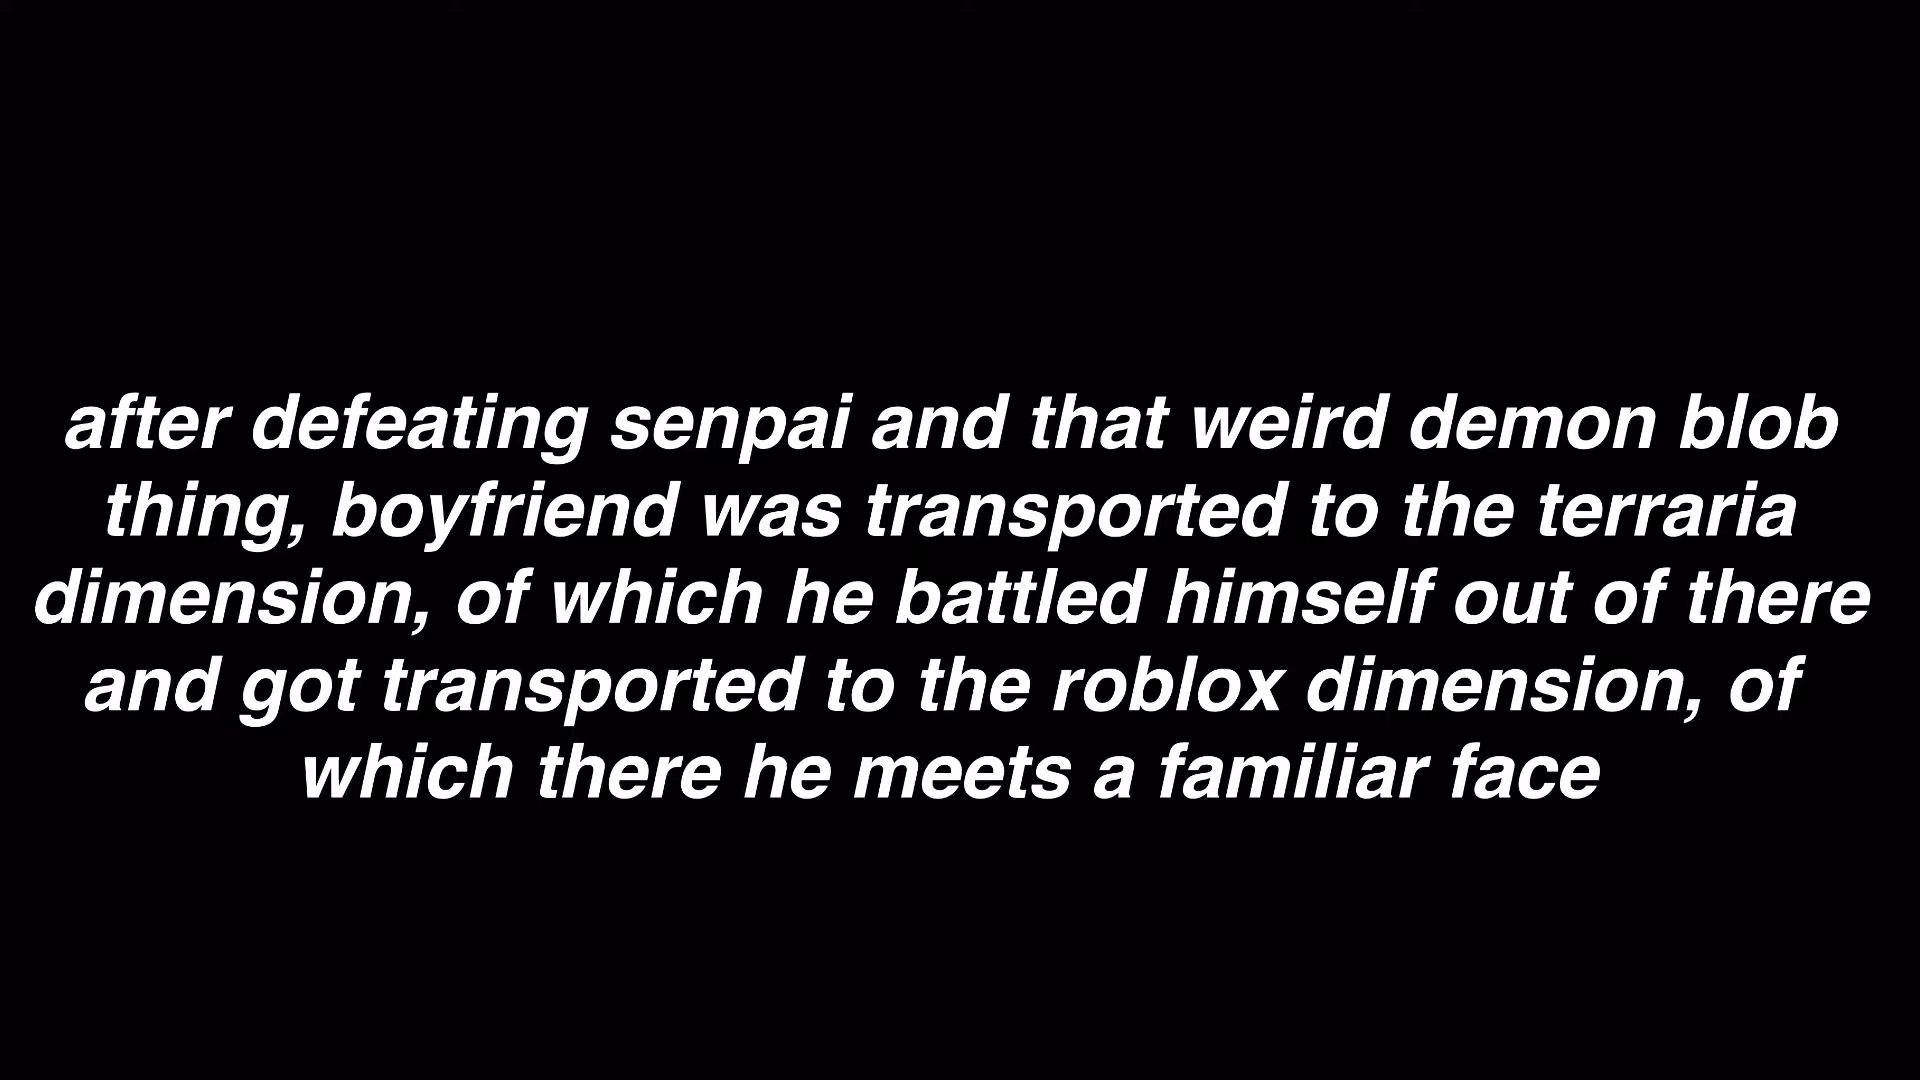 after defeating senpai and that weird demon blob
thing, boyfriend was transported to the terraria
dimension, of which he battled himself out of there
and got transported to the roblox dimension, of
which there he meets a familiar face